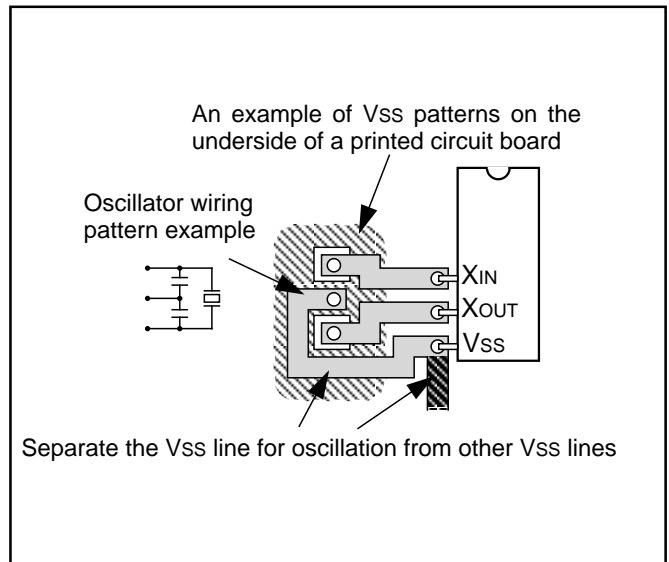 An example of VSS patterns on the
underside of a printed circuit board
Oscillator wiring
pattern example
XIN
XOUT
VSS
Separate the VSS line for oscillation from other VSS lines